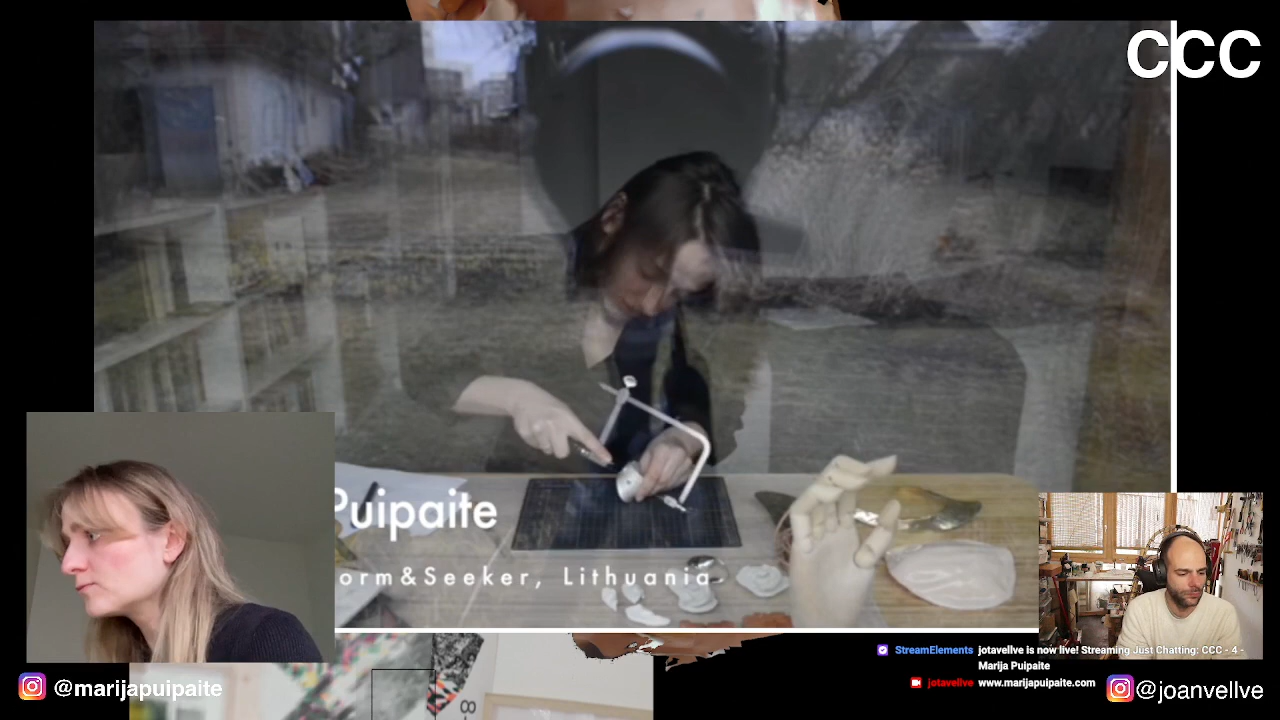 ccc
Puipaite
orm&Seeker, Lithuania
StreamElements jotavellve is now live! Streaming Just Chatting: CCC - 4 -
Marija Puipaite
jotavellve www.marijapuipaite.com
@marijapuipaite
@joanvellve
8